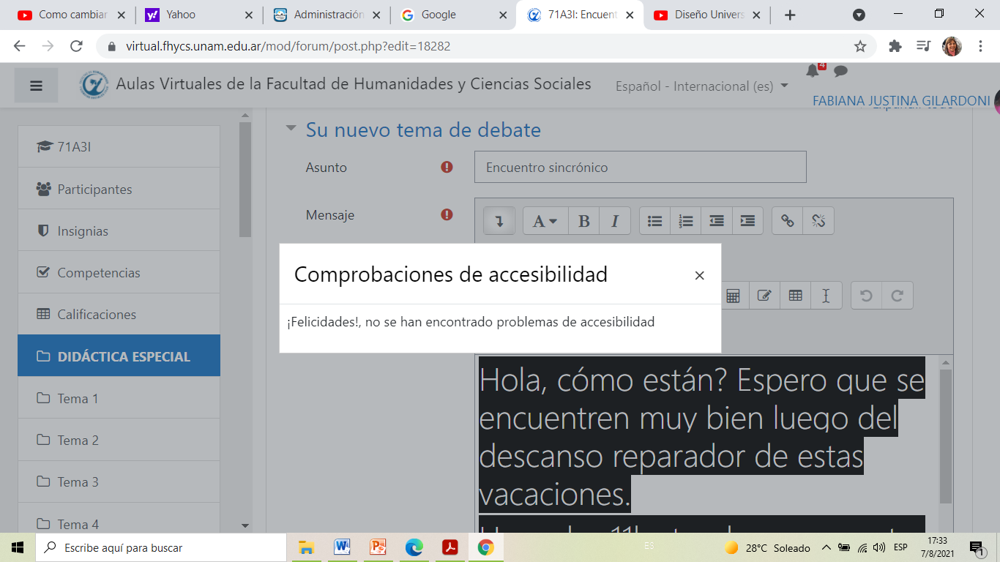 Como cambiar
Yahoo
Administración
Google
71A3I: Encuent
Diseño Univers
virtual.fhycs.unam.edu.ar/mod/forum/post.php?edit=18282
Aulas Virtuales de la Facultad de Humanidades y Ciencias Sociales
Español - Internacional (es)
4
FABIANA JUSTINA GILARDONI
71A3I
Participantes
Insignias
Competencias
Calificaciones
DIDÁCTICA ESPECIAL
Tema 1
Tema 2
Tema 3
Tema 4
Su nuevo tema de debate
Asunto
Encuentro sincrónico
Mensaje
A
B
I
Comprobaciones de accesibilidad
¡Felicidades!, no se han encontrado problemas de accesibilidad
Hola, cómo están? Espero que se
encuentren muy bien luego del
descanso reparador de estas
vacaciones.
Escribe aquí para buscar
ES
28°C Soleado
ESP
17:33
7/8/2021
1